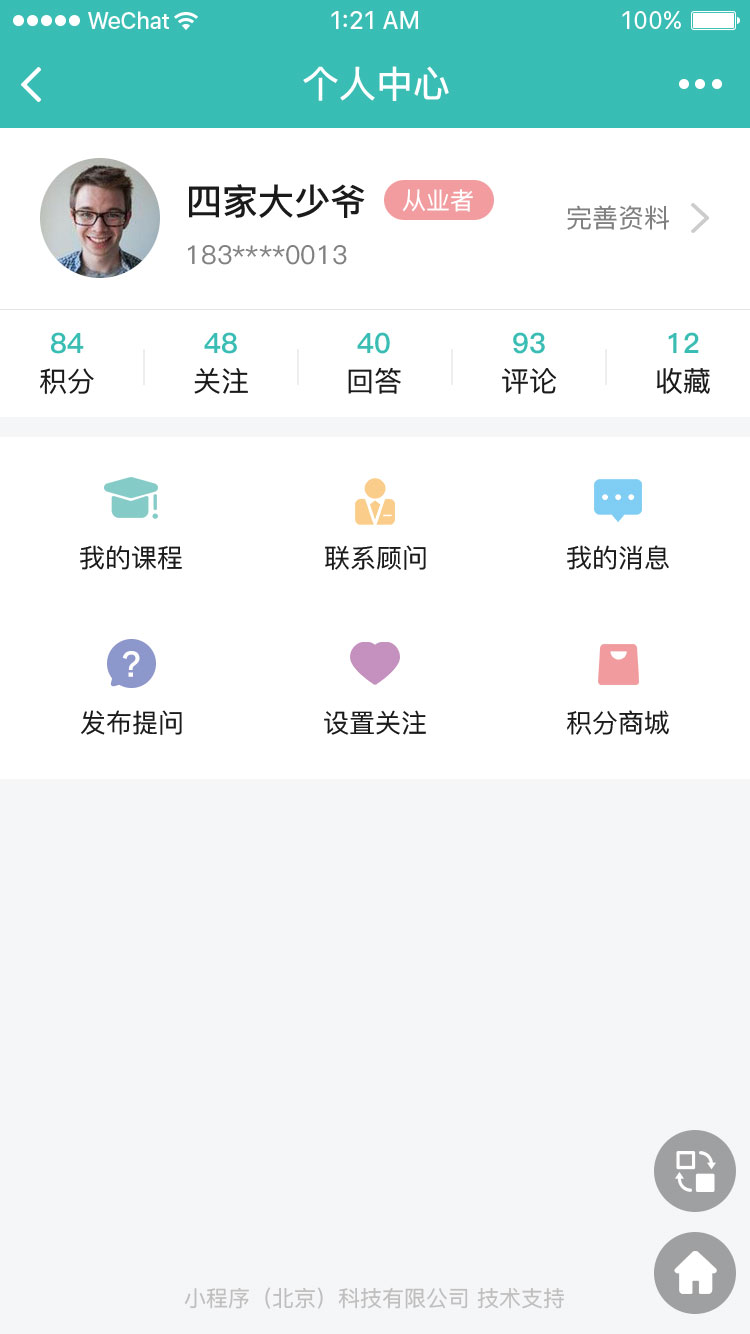 WeChat 1:21 AM 100%
个人中心
四家大少爷 从业者
183****0013
完善资料
84 48 40 93 12
积分 关注 回答 评论 收藏
我的课程 联系顾问 我的消息
?
发布提问 设置关注 积分商城
小程序（北京）科技有限公司 技术支持